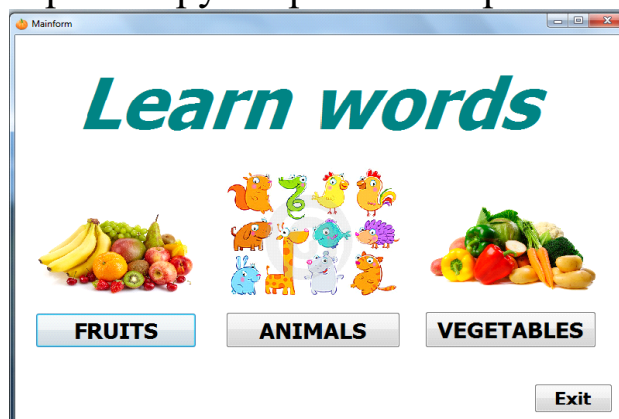 Mainform
Learn words
FRUITS
ANIMALS
VEGETABLES
Exit